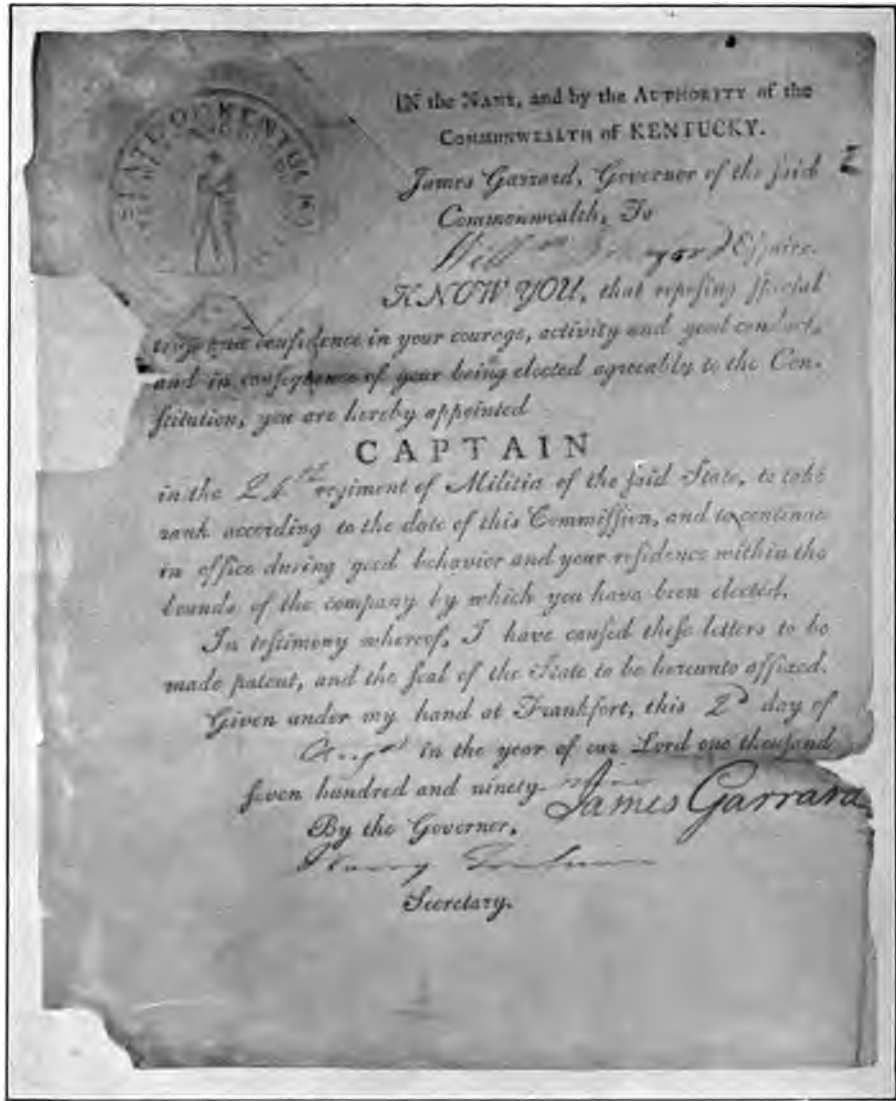 STATE OF KENTUCKY
IN the NAME, and by the AUTHORITY of the
COMMONWEALTH of KENTUCKY.
James Garrard, Governor of the ſaid
Commonwealth, To
Eſquire.
KNOW YOU, that repoſing ſpecial
confidence in your courage, activity and good conduct,
and in conſequence of your being elected agreeably to the Con-
ſtitution, you are hereby appointed
CAPTAIN
in the regiment of Militia of the ſaid State, to take
rank according to the date of this Commiſſion, and to continue
in office during good behavior and your reſidence within the
bounds of the company by which you have been elected.
In teſtimony whereof, I have cauſed theſe letters to be
made patent, and the ſeal of the State to be hereunto affixed.
Given under my hand at Frankfort, this 2d day of
Auguſt in the year of our Lord one thouſand
ſeven hundred and ninety-
James Garrard
By the Governor,
Harry
Secretary.